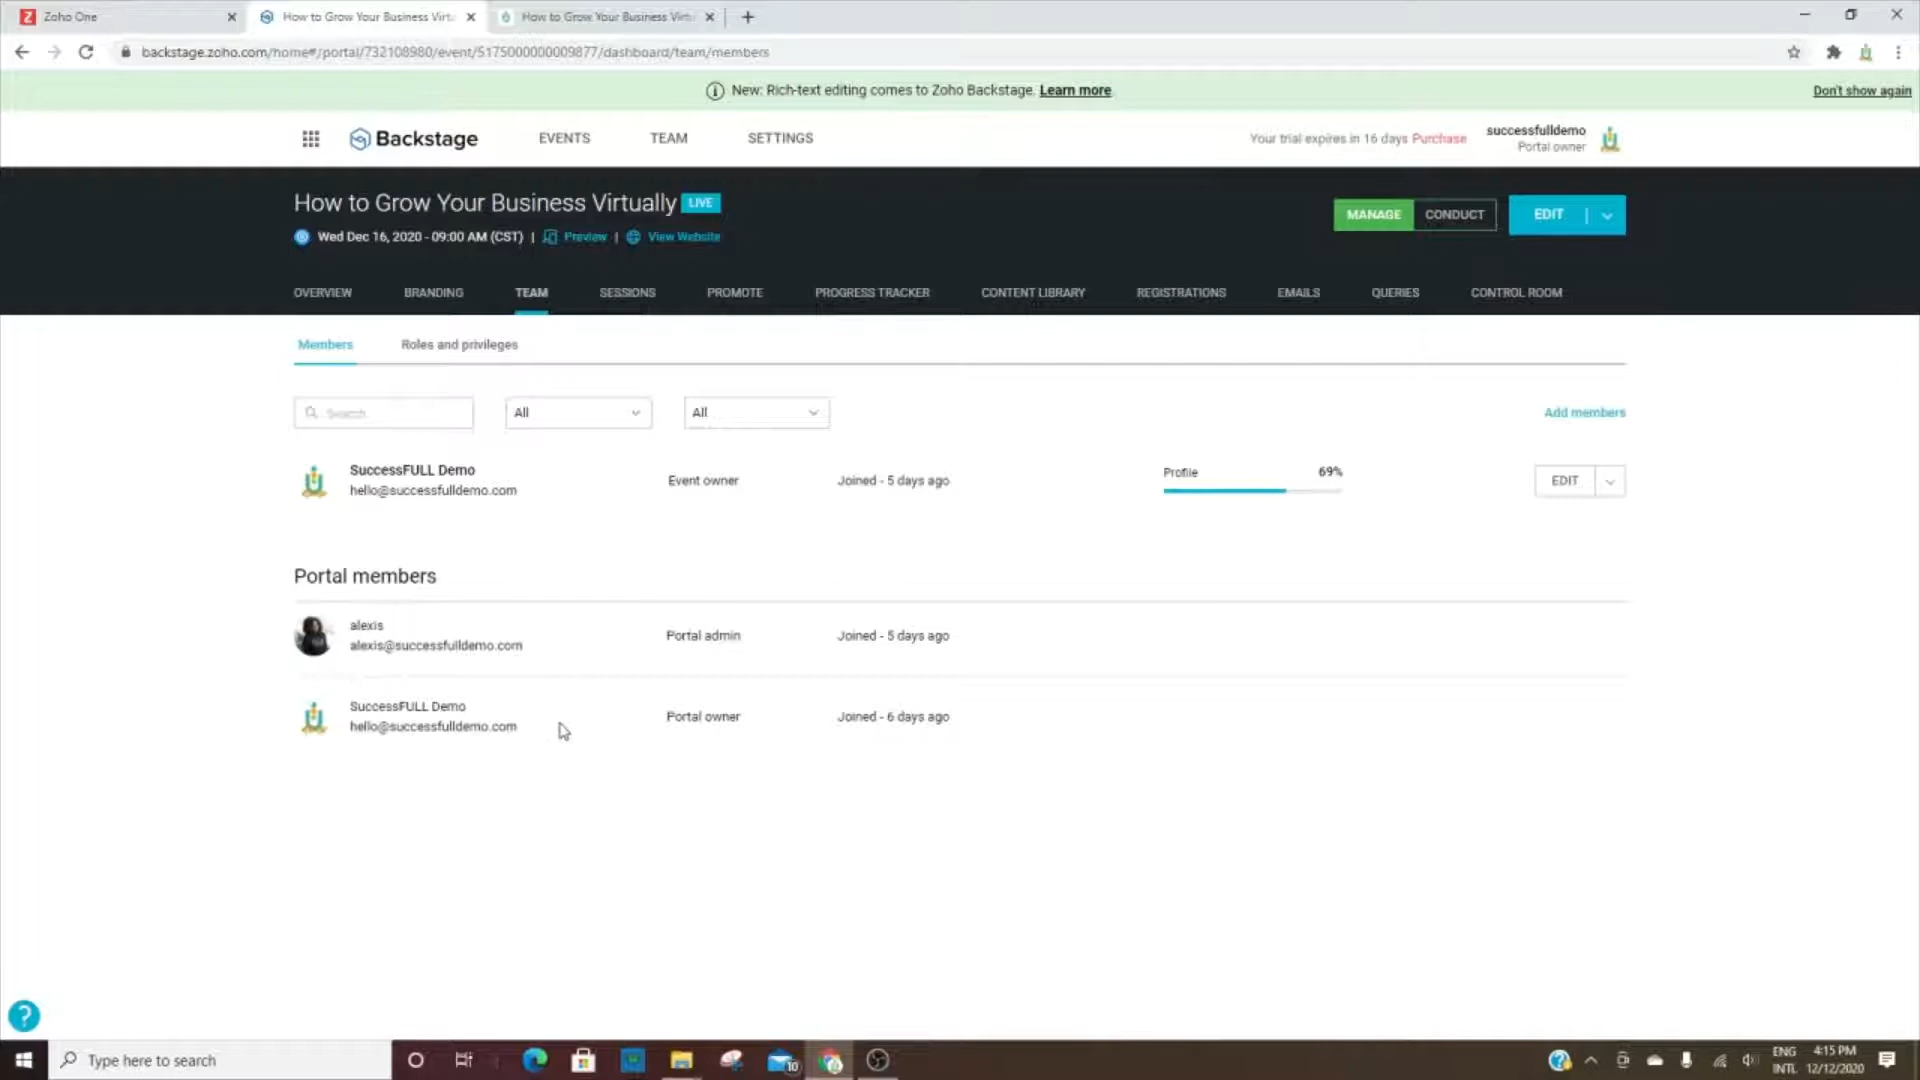 Zoho One
How to Grow Your Business Virtu
How to Grow Your Business Virtu
backstage.zoho.com/home#/portal/732108980/event/5175000000009877/dashboard/team/members
New: Rich-text editing comes to Zoho Backstage. Learn more
Don't show again
Backstage
EVENTS
TEAM
SETTINGS
Your trial expires in 16 days Purchase
successfulldemo
Portal owner
How to Grow Your Business Virtually LIVE
Wed Dec 16, 2020 - 09:00 AM (CST) | Preview | View Website
MANAGE
CONDUCT
EDIT
OVERVIEW
BRANDING
TEAM
SESSIONS
PROMOTE
PROGRESS TRACKER
CONTENT LIBRARY
REGISTRATIONS
EMAILS
QUERIES
CONTROL ROOM
Members
Roles and privileges
Search
All
All
Add members
SuccessFULL Demo
hello@successfulldemo.com
Event owner
Joined - 5 days ago
Profile
69%
EDIT
Portal members
alexis
alexis@successfulldemo.com
Portal admin
Joined - 5 days ago
SuccessFULL Demo
hello@successfulldemo.com
Portal owner
Joined - 6 days ago
?
Type here to search
10
ENG
INTL
4:15 PM
12/12/2020